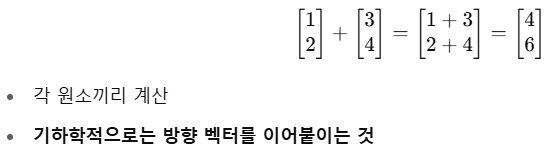 [1 2] + [3 4] = [1 + 3 2 + 4] = [4 6]
각 원소끼리 계산
기하학적으로는 방향 벡터를 이어붙이는 것